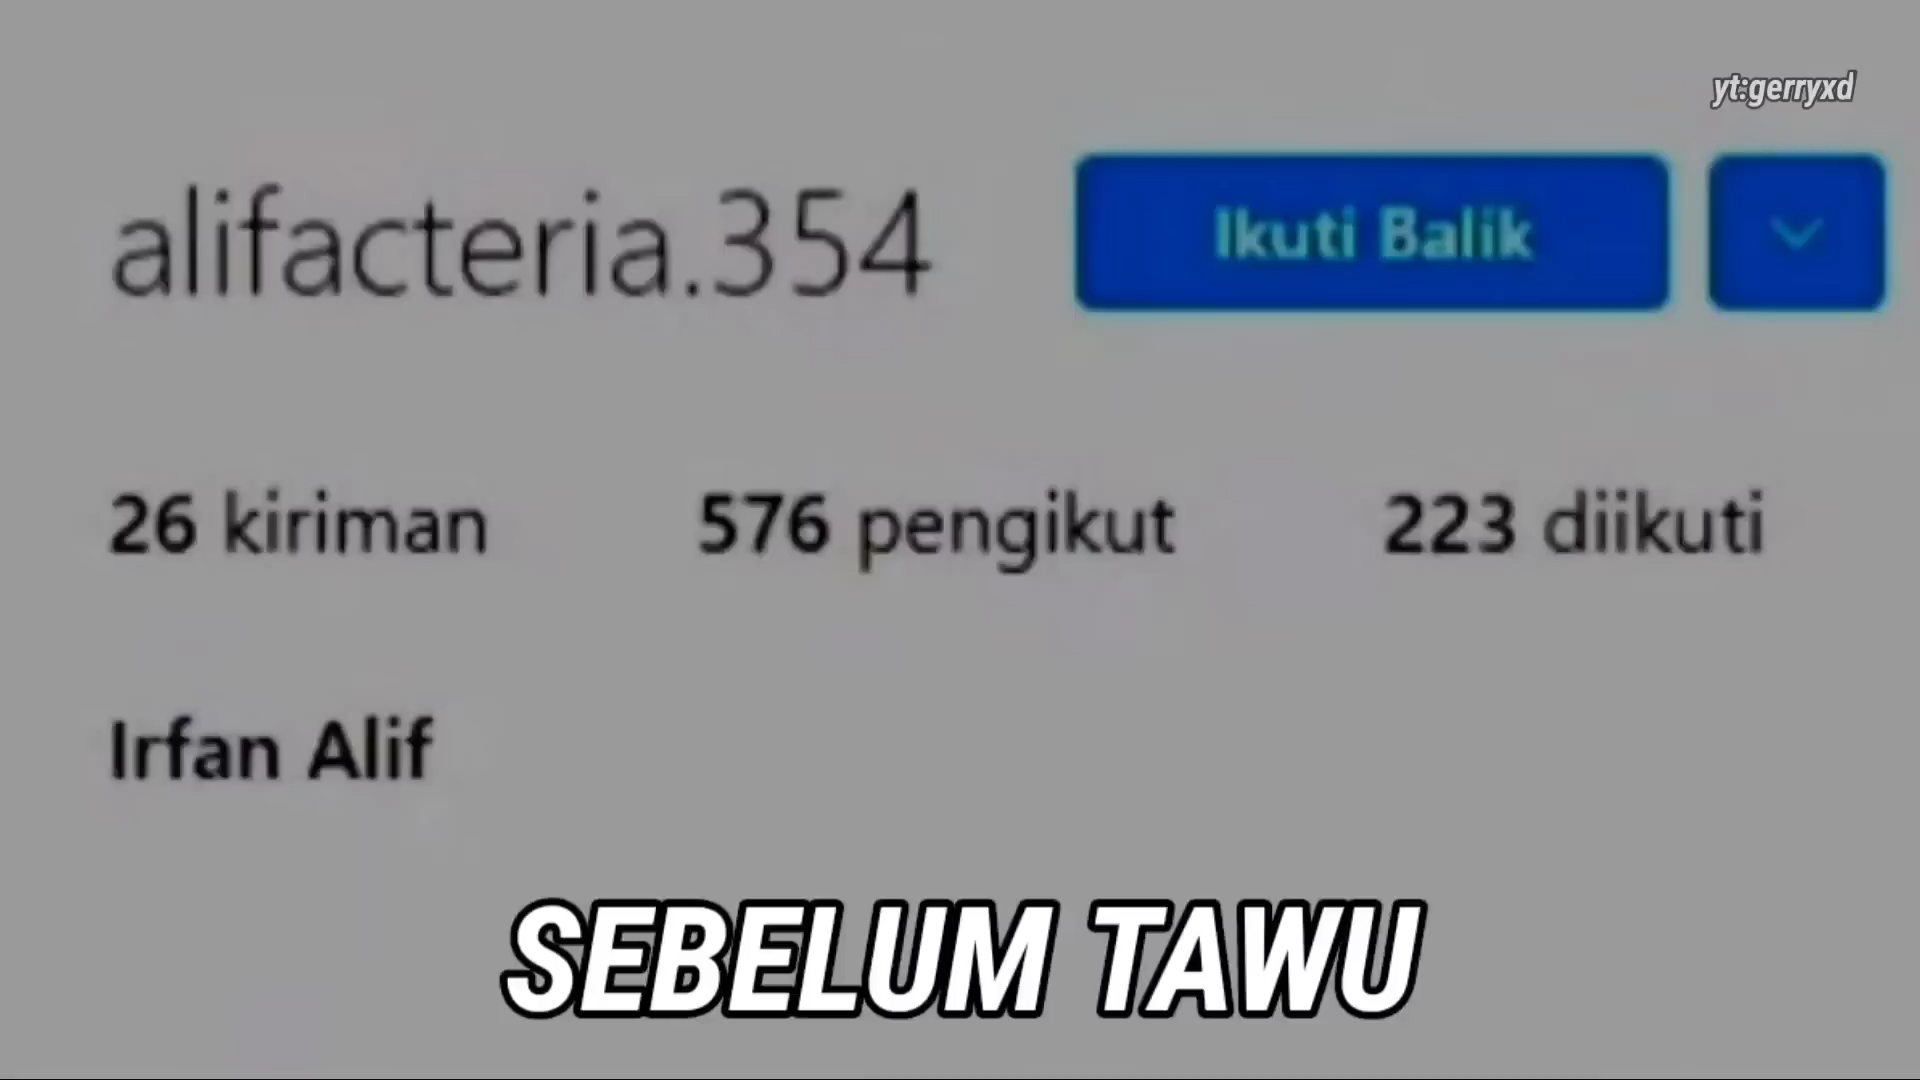 yt:gerryxd
alifacteria.354 Ikuti Balik
26 kiriman 576 pengikut 223 diikuti
Irfan Alif
SEBELUM TAWU